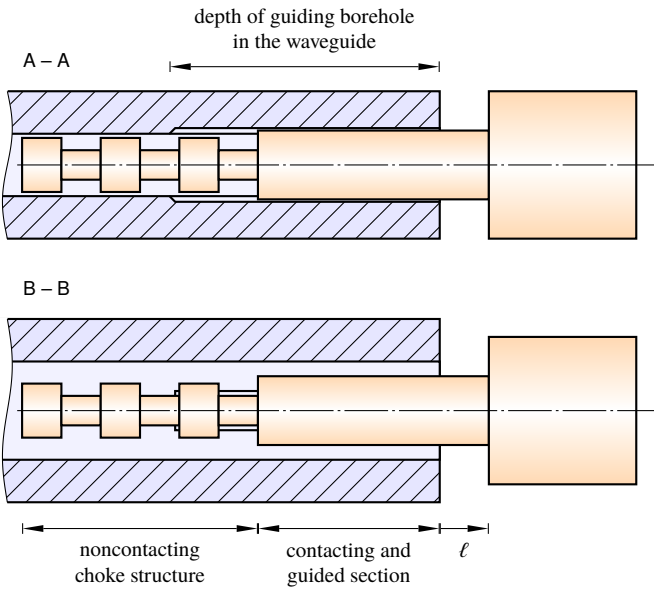 depth of guiding borehole
in the waveguide
A – A
B – B
noncontacting
choke structure
contacting and
guided section
ℓ